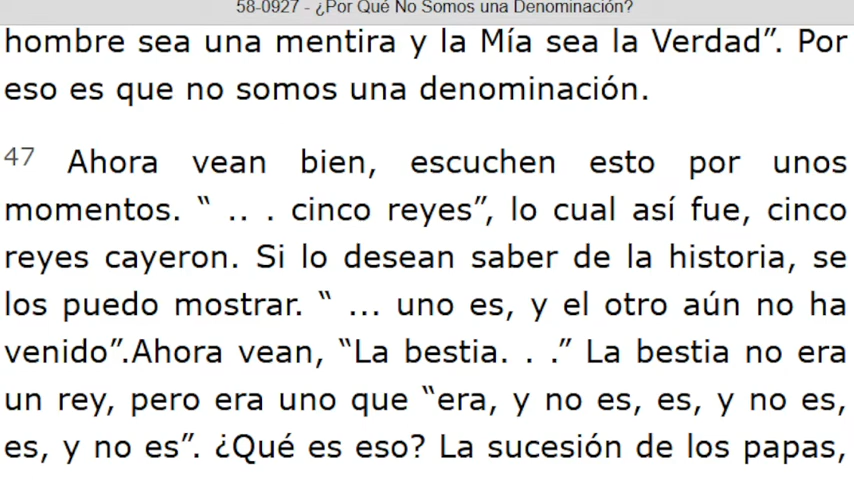 58-0927 - ¿Por Qué No Somos una Denominación?
hombre sea una mentira y la Mía sea la Verdad”. Por
eso es que no somos una denominación.
47 Ahora vean bien, escuchen esto por unos
momentos. “ .. . cinco reyes”, lo cual así fue, cinco
reyes cayeron. Si lo desean saber de la historia, se
los puedo mostrar. “ ... uno es, y el otro aún no ha
venido”.Ahora vean, “La bestia. . .” La bestia no era
un rey, pero era uno que “era, y no es, es, y no es,
es, y no es”. ¿Qué es eso? La sucesión de los papas,